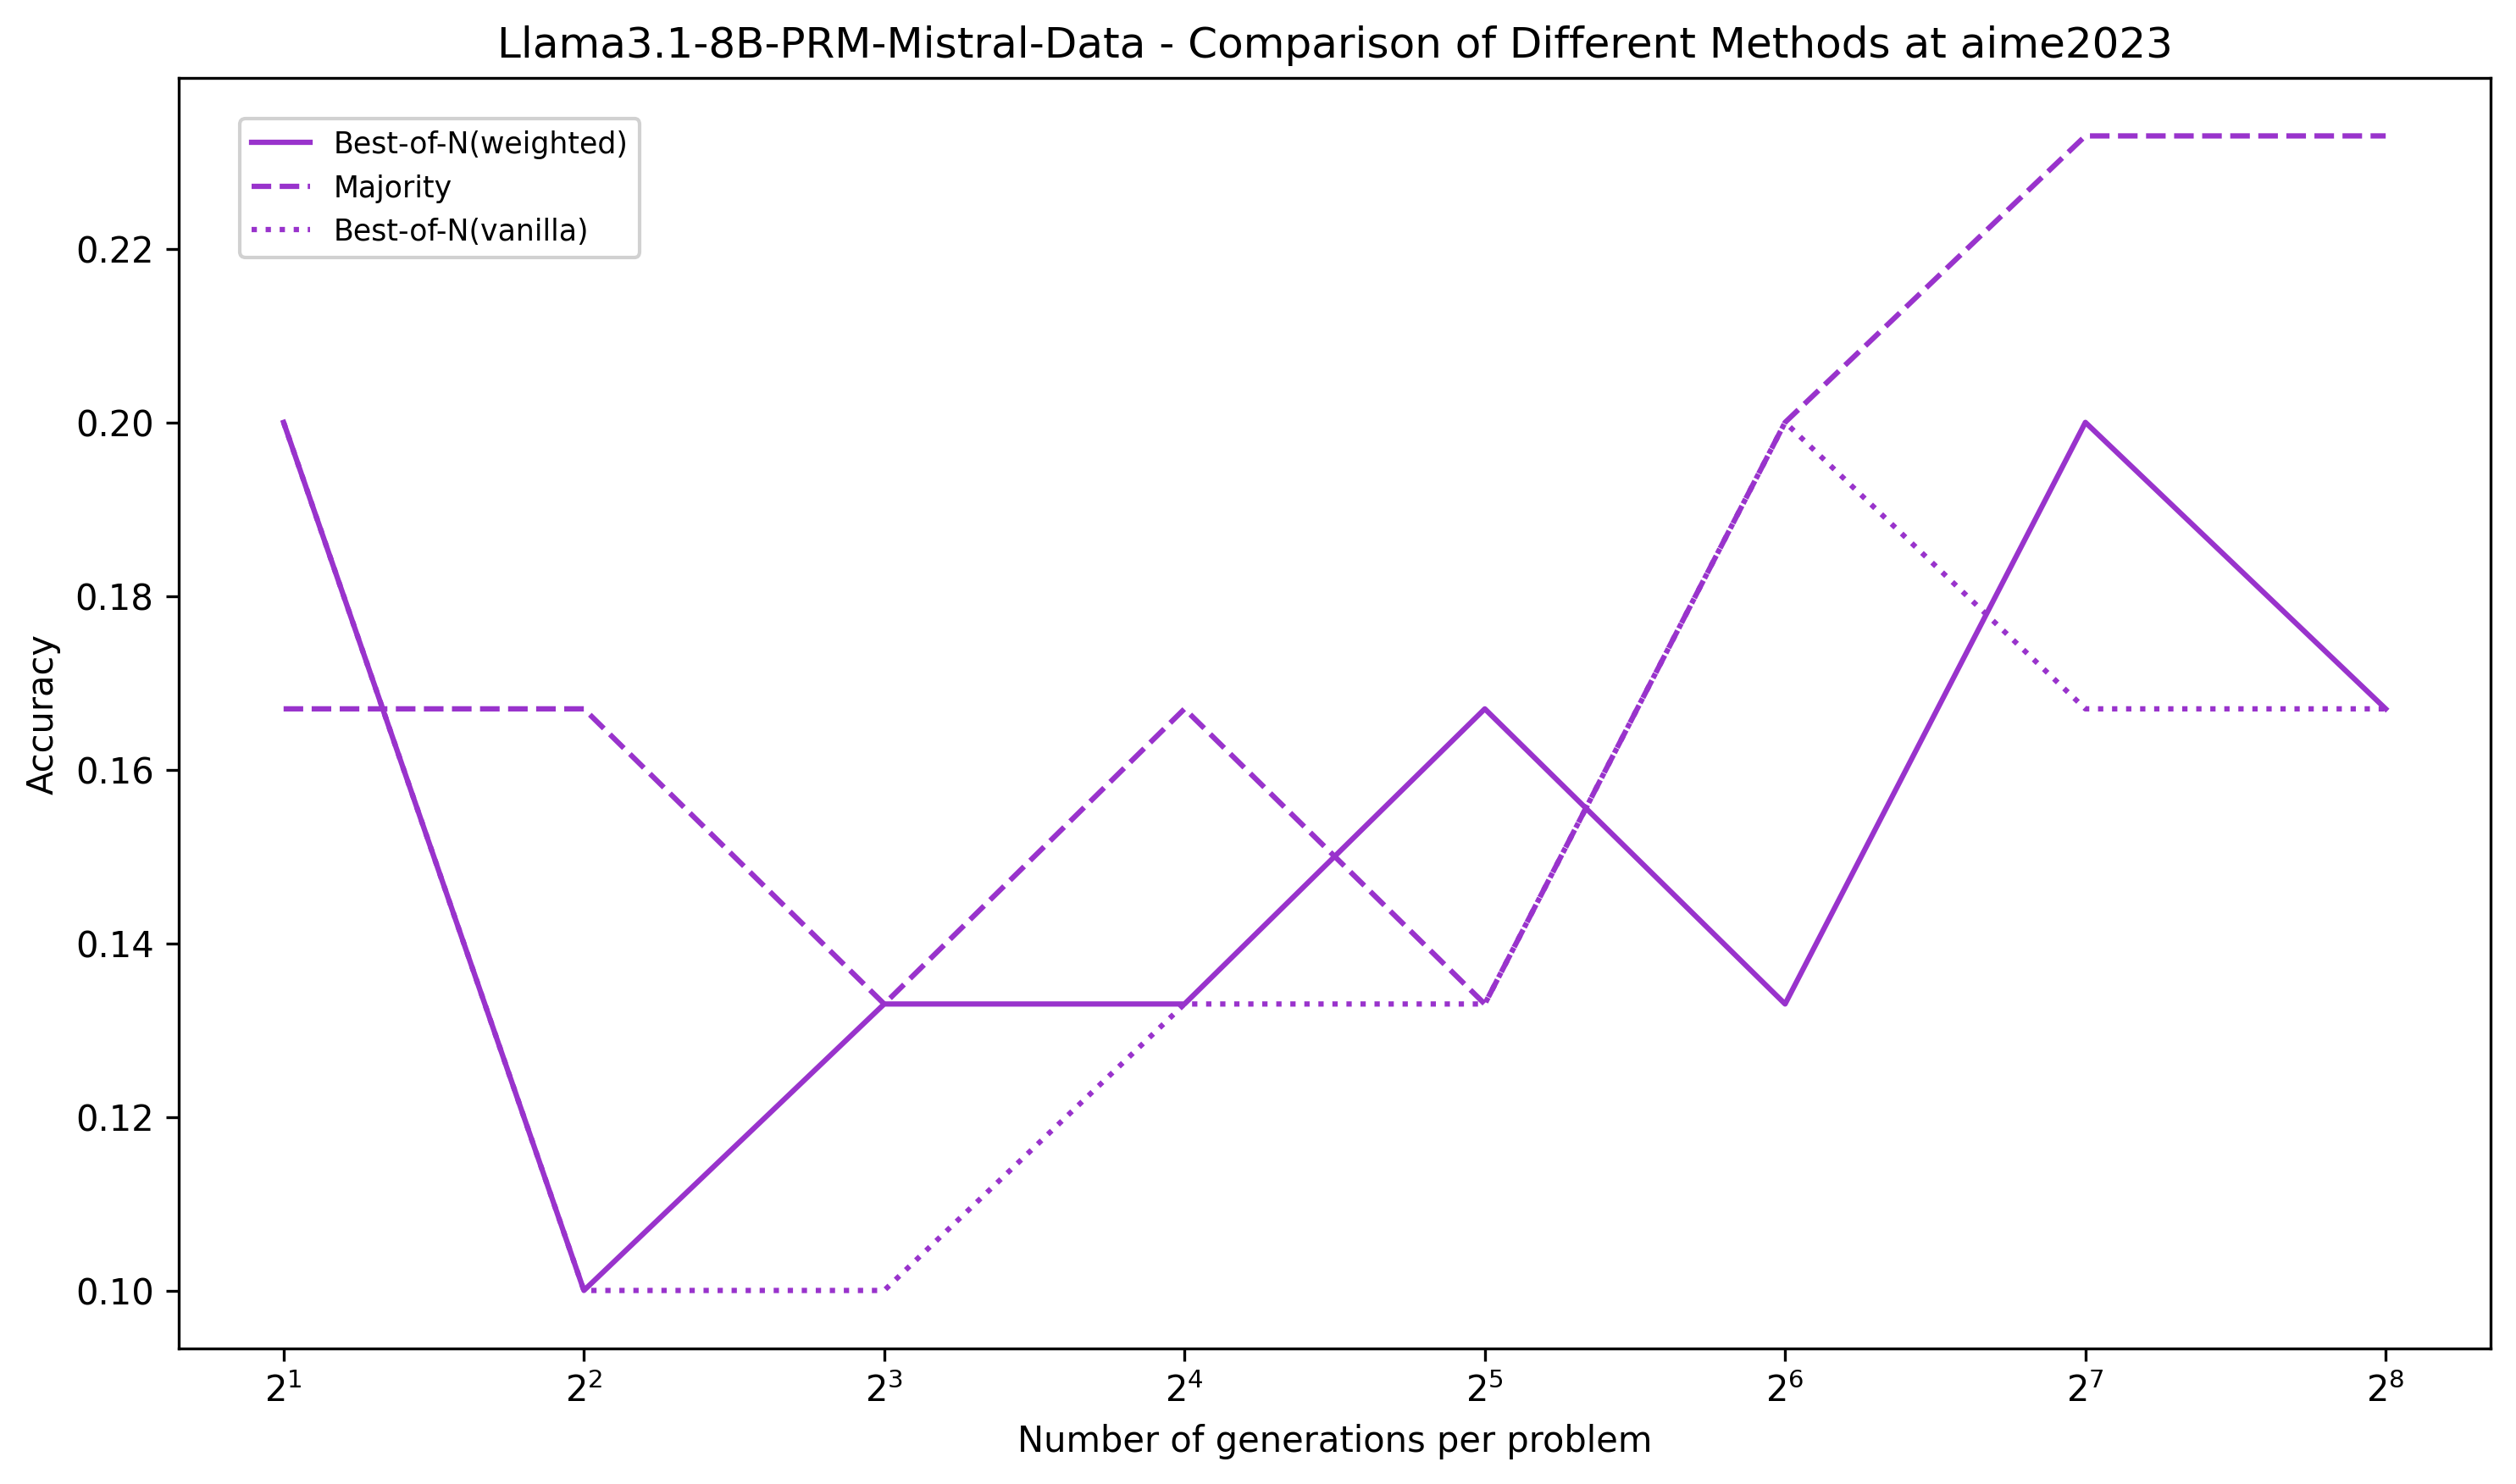 Llama3.1-8B-PRM-Mistral-Data - Comparison of Different Methods at aime2023
Best-of-N(weighted)
Majority
Best-of-N(vanilla)
0.22
0.20
0.18
0.16
0.14
0.12
0.10
Accuracy
2¹ 2² 2³ 2⁴ 2⁵ 2⁶ 2⁷ 2⁸
Number of generations per problem